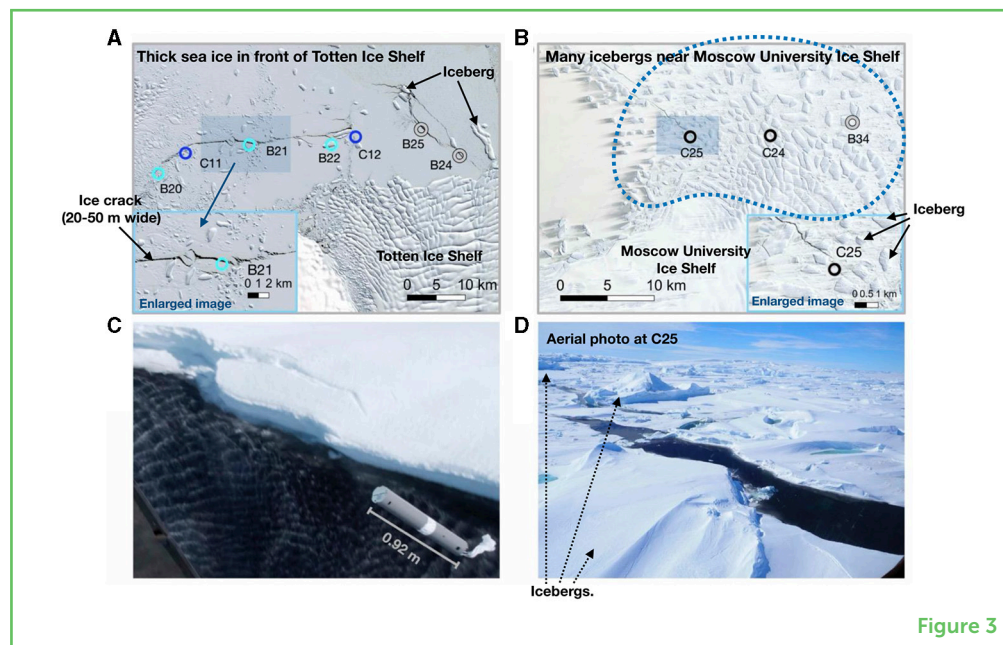 A
Thick sea ice in front of Totten Ice Shelf
Iceberg
B25
B24
B21
B22
C12
C11
B20
Ice crack
(20-50 m wide)
B21
0 1 2 km
Enlarged image
Totten Ice Shelf
0 5 10 km
B
Many icebergs near Moscow University Ice Shelf
B34
C25
C24
Iceberg
Moscow University
Ice Shelf
C25
0 5 10 km
Enlarged image
0 0.5 1 km
C
0.92 m
D
Aerial photo at C25
Icebergs.
Figure 3